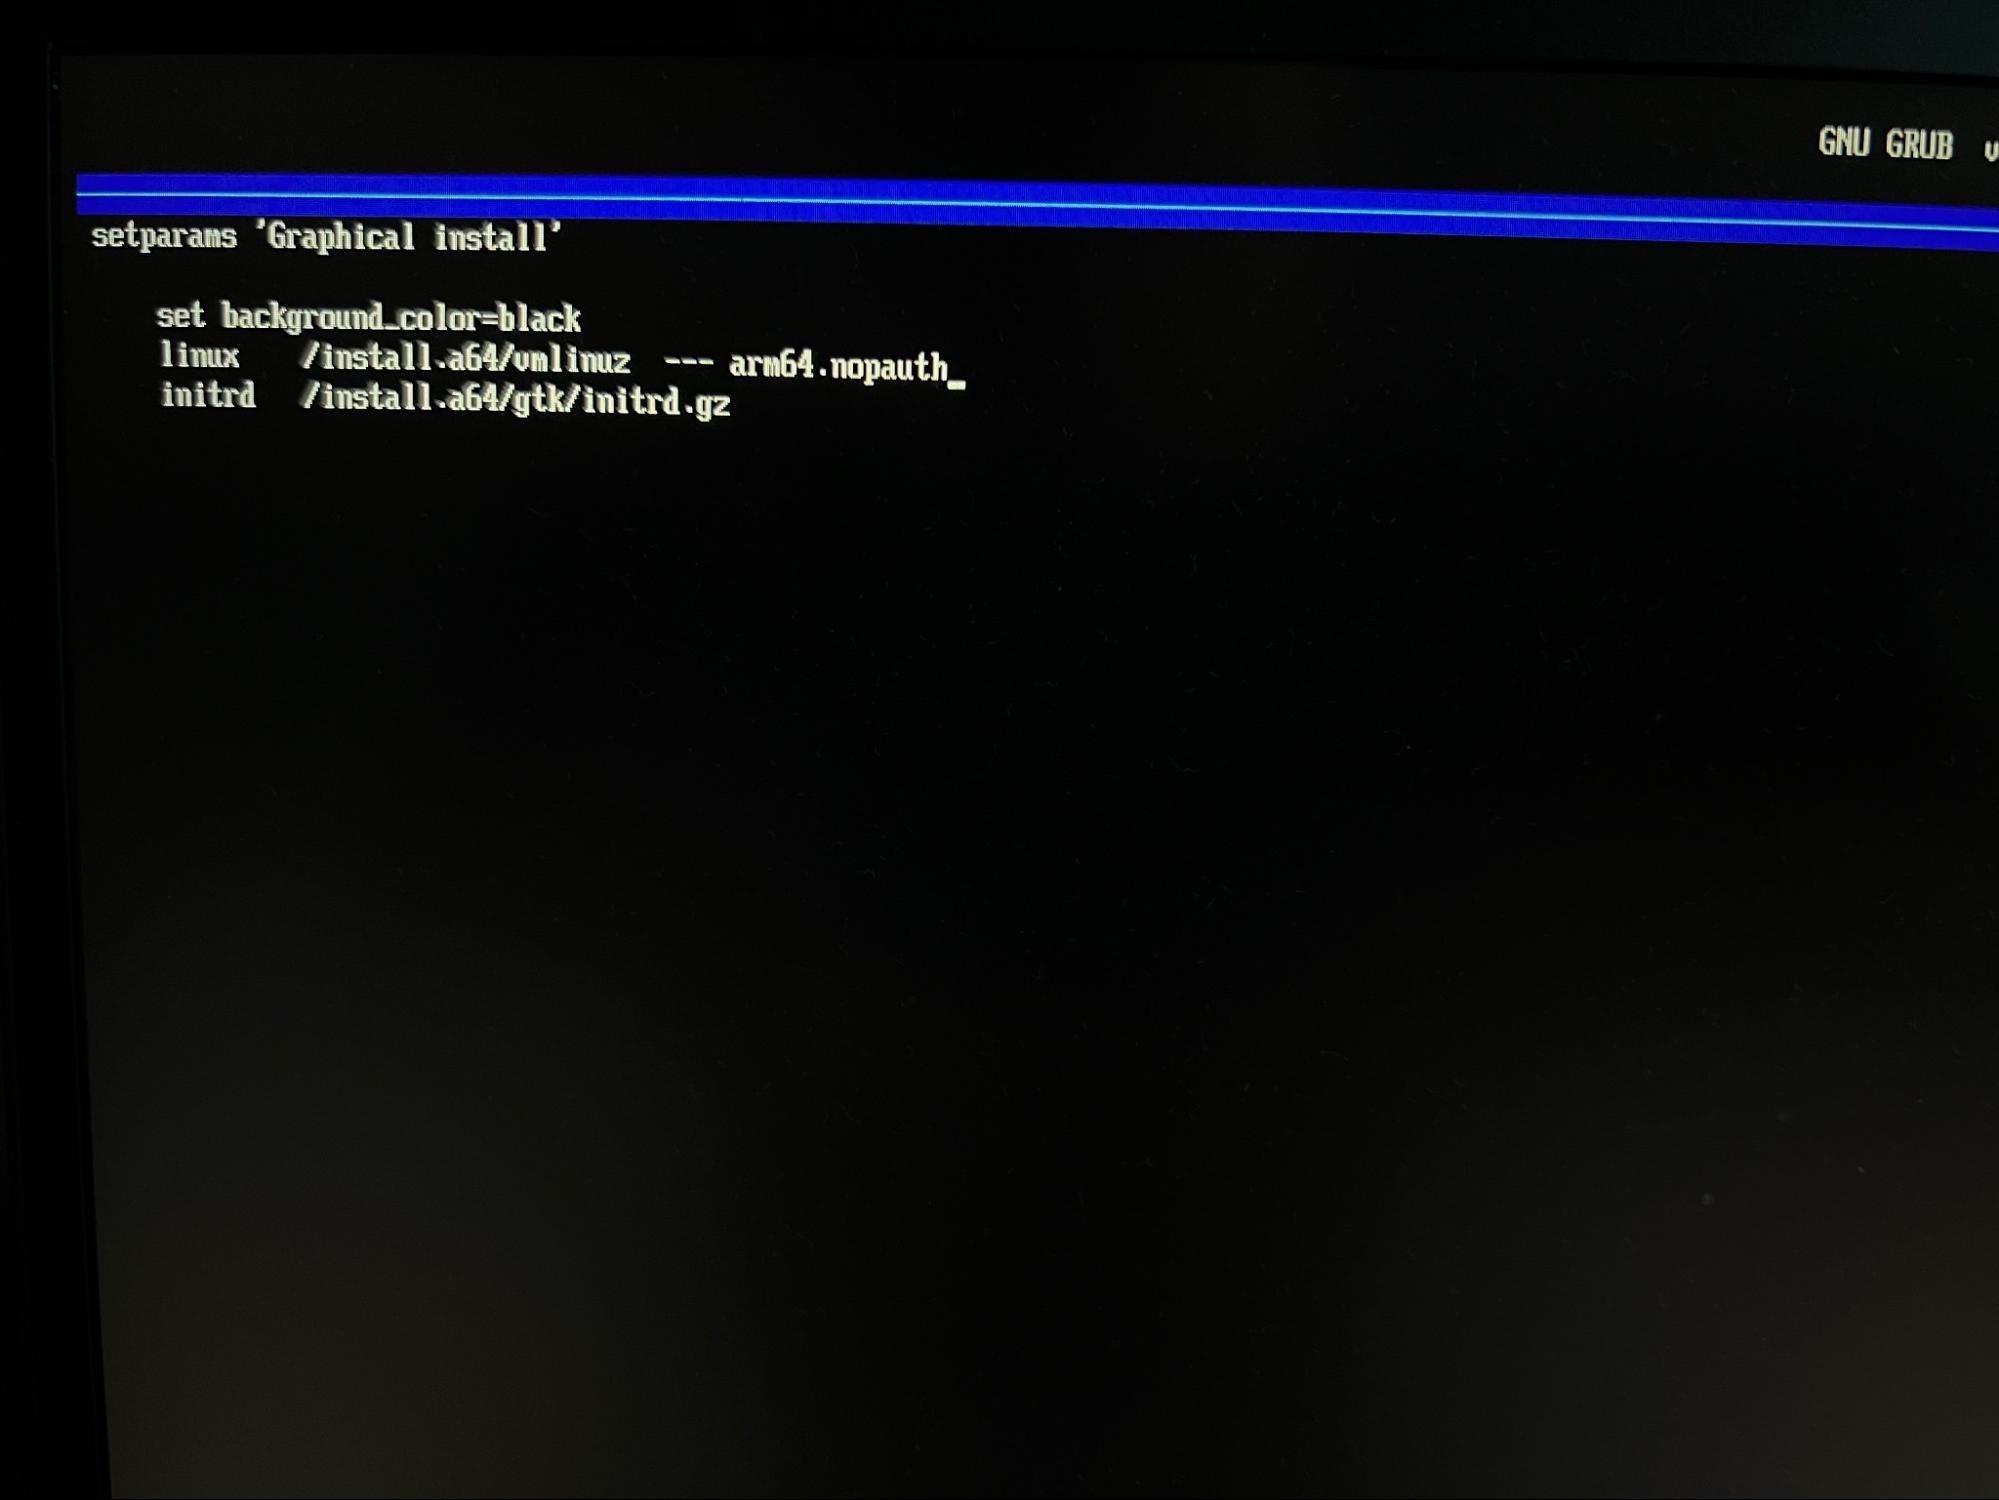 GNU GRUB v
setparams 'Graphical install'
set background_color=black
linux /install.a64/vmlinuz --- arm64.nopauth_
initrd /install.a64/gtk/initrd.gz